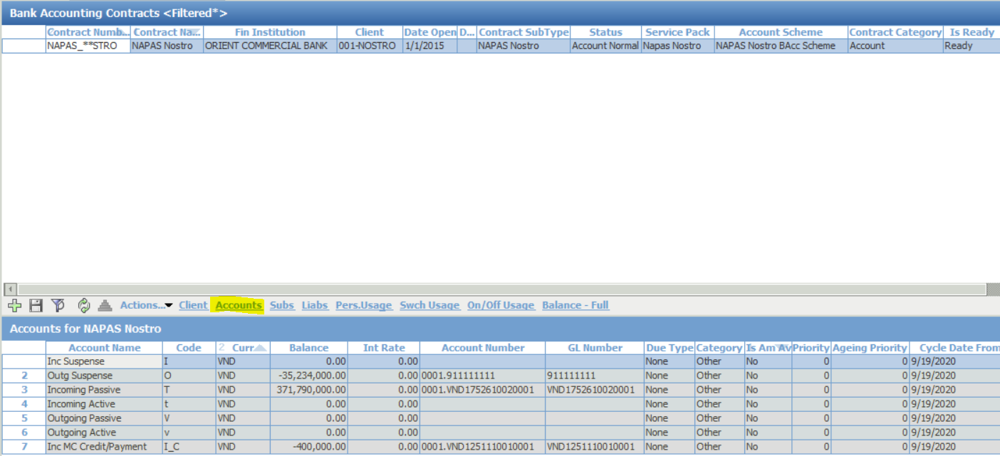 Bank Accounting Contracts <Filtered*>
Contract Numb... Contract Na... Fin Institution Client Date Open D... Contract SubType Status Service Pack Account Scheme Contract Category Is Ready
NAPAS_**STRO NAPAS Nostro ORIENT COMMERCIAL BANK 001-NOSTRO 1/1/2015 NAPAS Nostro Account Normal Napas Nostro NAPAS Nostro BAcc Scheme Account Ready
Actions... Client Accounts Subs Liabs Pers.Usage Swch Usage On/Off Usage Balance - Full
Accounts for NAPAS Nostro
Account Name Code 2 Curr Balance Int Rate Account Number GL Number Due Type Category Is Am Av Priority Ageing Priority Cycle Date From
Inc Suspense I VND 0.00 0.00 None Other No 0 0 9/19/2020
2 Outg Suspense O VND -35,234,000.00 0.00 0001.911111111 911111111 None Other No 0 0 9/19/2020
3 Incoming Passive T VND 371,790,000.00 0.00 0001.VND1752610020001 VND1752610020001 None Other No 0 0 9/19/2020
4 Incoming Active t VND 0.00 0.00 None Other No 0 0 9/19/2020
5 Outgoing Passive V VND 0.00 0.00 None Other No 0 0 9/19/2020
6 Outgoing Active v VND 0.00 0.00 None Other No 0 0 9/19/2020
7 Inc MC Credit/Payment I_C VND -400,000.00 0.00 0001.VND1251110010001 VND1251110010001 None Other No 0 0 9/19/2020